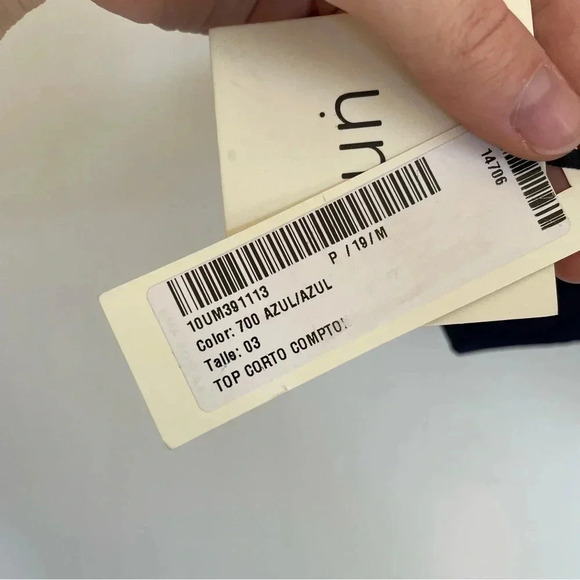 P / 19 / M
10UM391113
Color: 700 AZUL/AZUL
Talle: 03
TOP CORTO COMPTO
14706